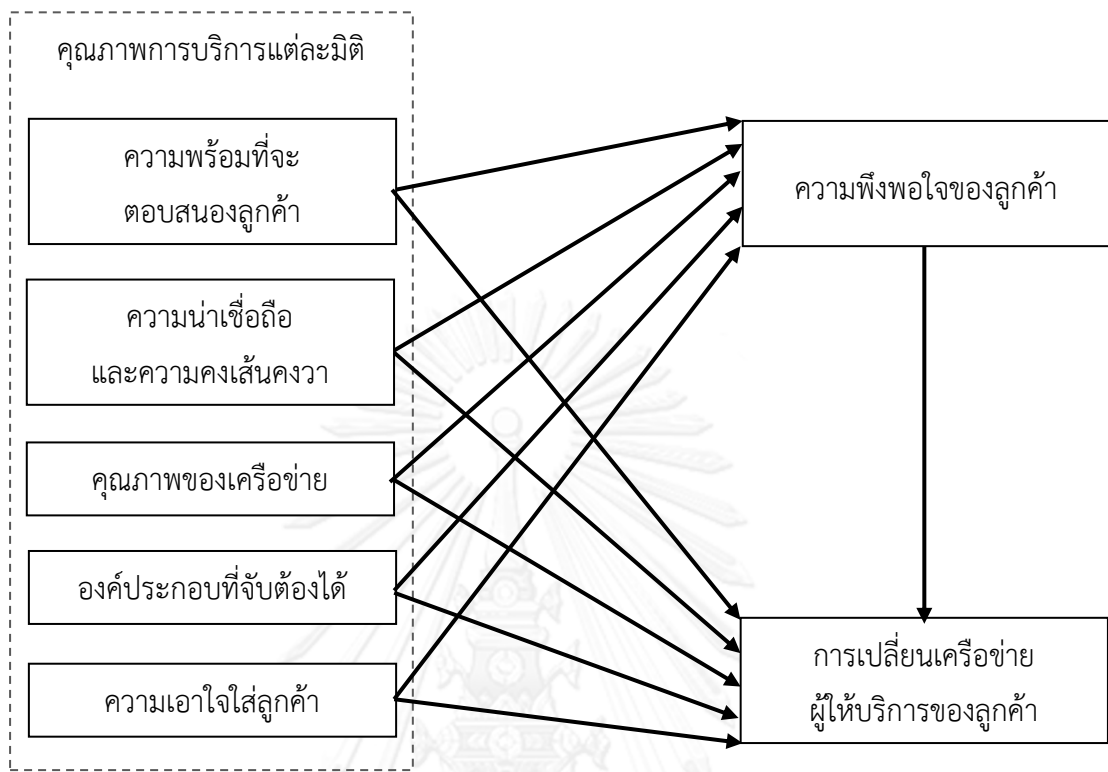 คุณภาพการบริการแต่ละมิติ
ความพร้อมที่จะ
ตอบสนองลูกค้า
ความน่าเชื่อถือ
และความคงเส้นคงวา
คุณภาพของเครือข่าย
องค์ประกอบที่จับต้องได้
ความเอาใจใส่ลูกค้า
ความพึงพอใจของลูกค้า
การเปลี่ยนเครือข่าย
ผู้ให้บริการของลูกค้า